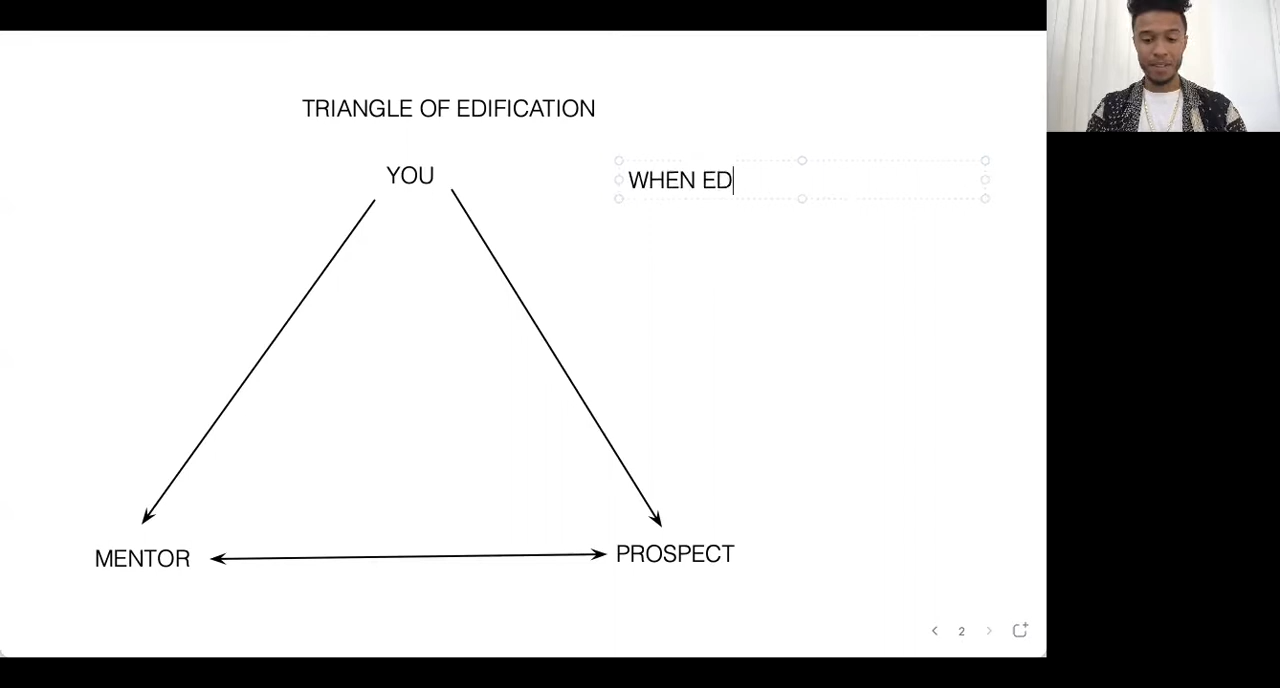 TRIANGLE OF EDIFICATION
YOU
WHEN ED
MENTOR
PROSPECT
2